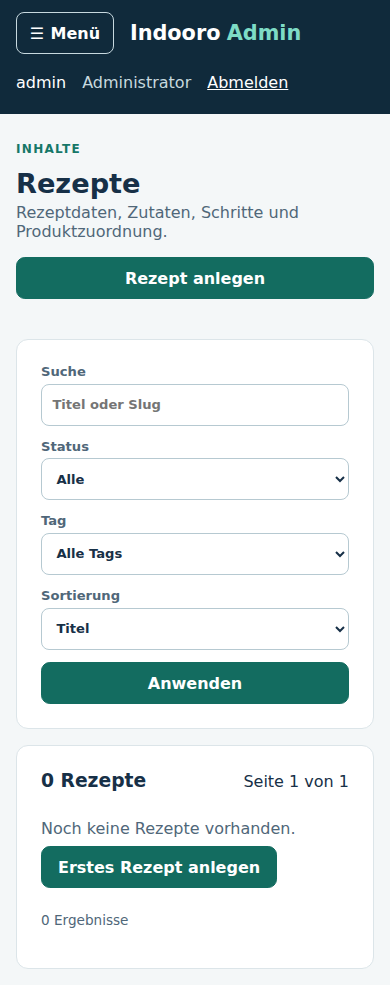 ☰ Menü
Indooro Admin
admin Administrator Abmelden
INHALTE
Rezepte
Rezeptdaten, Zutaten, Schritte und
Produktzuordnung.
Rezept anlegen
Suche
Titel oder Slug
Status
Alle
Tag
Alle Tags
Sortierung
Titel
Anwenden
0 Rezepte
Seite 1 von 1
Noch keine Rezepte vorhanden.
Erstes Rezept anlegen
0 Ergebnisse